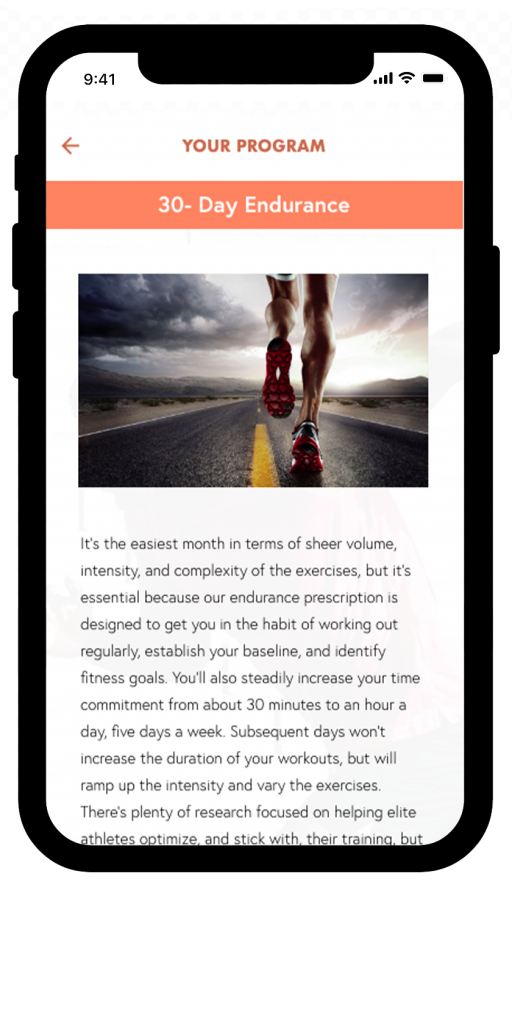 9:41
YOUR PROGRAM
30- Day Endurance
It's the easiest month in terms of sheer volume,
intensity, and complexity of the exercises, but it's
essential because our endurance prescription is
designed to get you in the habit of working out
regularly, establish your baseline, and identify
fitness goals. You'll also steadily increase your time
commitment from about 30 minutes to an hour a
day, five days a week. Subsequent days won't
increase the duration of your workouts, but will
ramp up the intensity and vary the exercises.
There's plenty of research focused on helping elite
athletes optimize, and stick with, their training, but